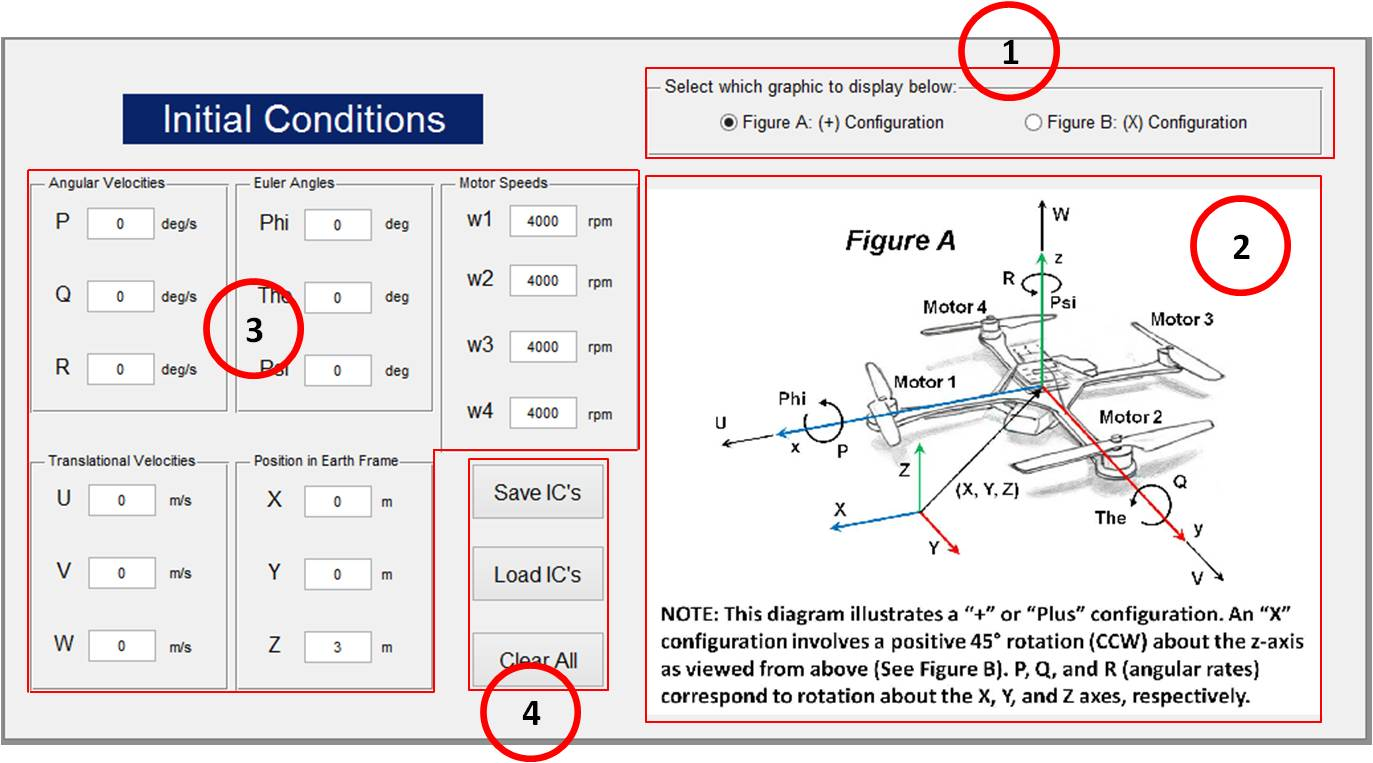 1
Select which graphic to display below:
Figure A: (+) Configuration Figure B: (X) Configuration
Initial Conditions
Angular Velocities
P 0 deg/s
Q 0 deg/s
R 0 deg/s
Euler Angles
Phi 0 deg
The 0 deg
Psi 0 deg
3
Motor Speeds
w1 4000 rpm
w2 4000 rpm
w3 4000 rpm
w4 4000 rpm
Translational Velocities
U 0 m/s
V 0 m/s
W 0 m/s
Position in Earth Frame
X 0 m
Y 0 m
Z 3 m
Save IC's
Load IC's
Clear All
4
2
Figure A
W
z
R
Psi
Motor 4
Motor 3
Motor 1
Phi
Motor 2
U
x
P
Z
(X, Y, Z)
Q
X
The
y
Y
V
NOTE: This diagram illustrates a “+” or “Plus” configuration. An “X”
configuration involves a positive 45° rotation (CCW) about the z-axis
as viewed from above (See Figure B). P, Q, and R (angular rates)
correspond to rotation about the X, Y, and Z axes, respectively.